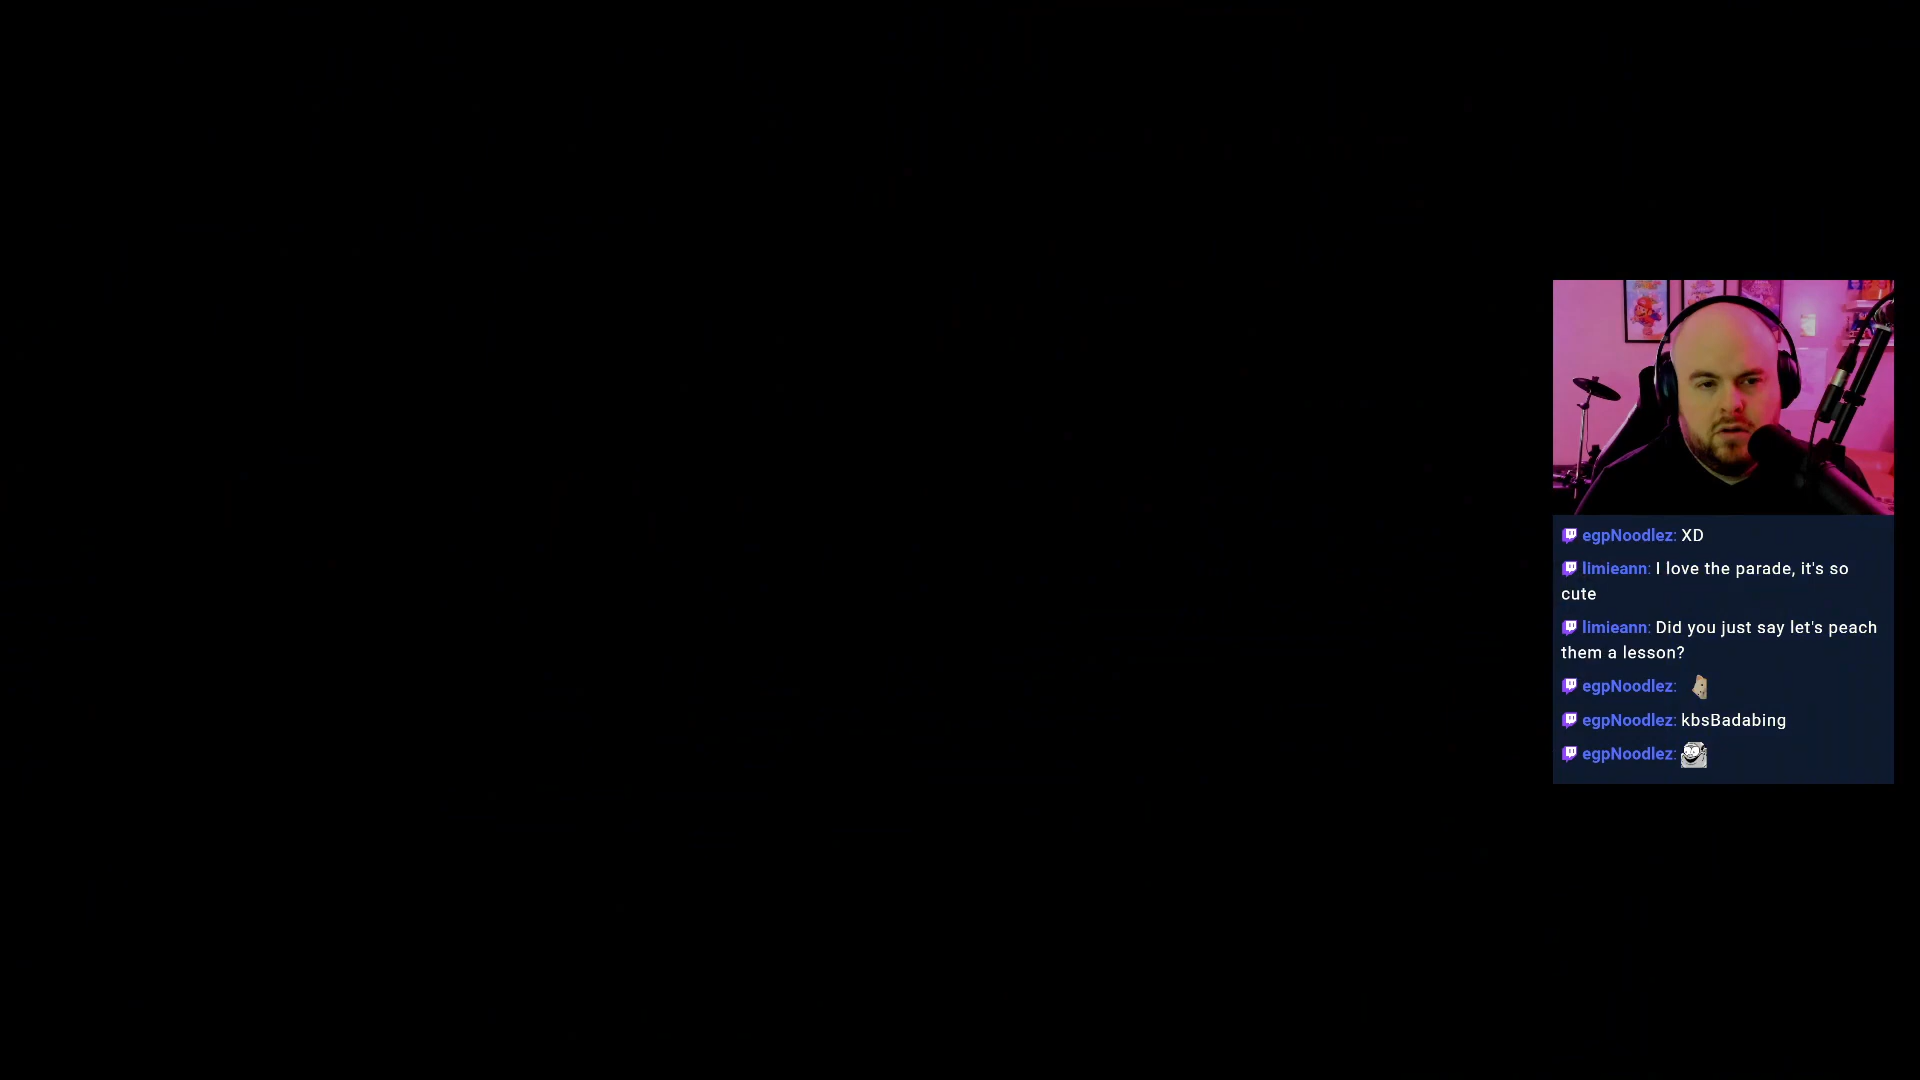 egpNoodlez: XD
limieann: I love the parade, it's so
cute
limieann: Did you just say let's peach
them a lesson?
egpNoodlez:
egpNoodlez: kbsBadabing
egpNoodlez: